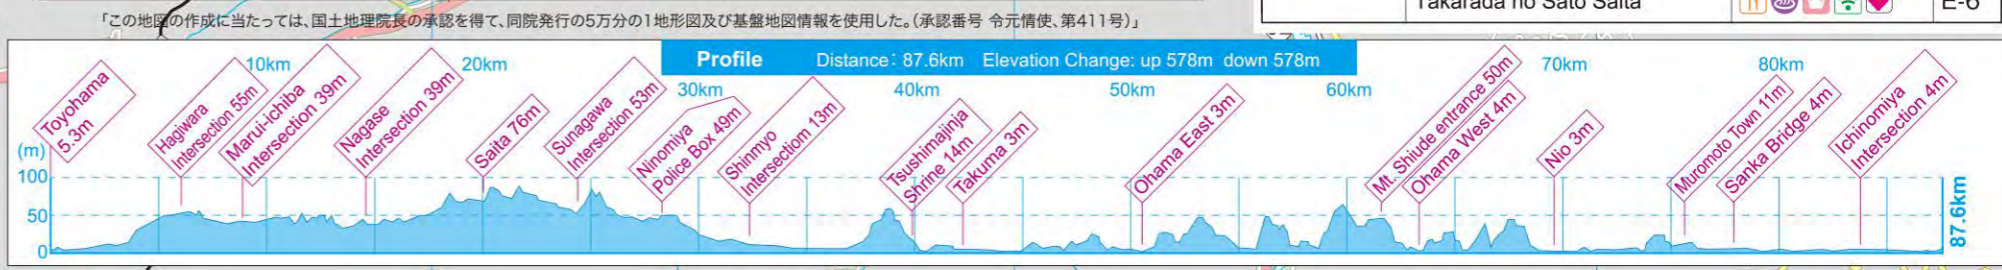 「この地図の作成に当たっては、国土地理院長の承認を得て、同院発行の5万分の1地形図及び基盤地図情報を使用した。（承認番号 令元情使、第411号）」
Takarada no Sato Saita
E-6
Profile Distance: 87.6km Elevation Change: up 578m down 578m
10km
20km
30km
40km
50km
60km
70km
80km
Toyohama
5.3m
Hagiwara
Intersection 55m
Marui-ichiba
Intersection 39m
Nagase
Intersection 39m
Saita 76m
Sunagawa
Intersection 53m
Ninomiya
Police Box 49m
Shinmyo
Intersection 13m
Tsushimajinja
Shrine 14m
Takuma 3m
Ohama East 3m
Mt. Shiude entrance 50m
Ohama West 4m
Nio 3m
Muromoto Town 11m
Sanka Bridge 4m
Ichinomiya
Intersection 4m
(m)
100
50
0
87.6km